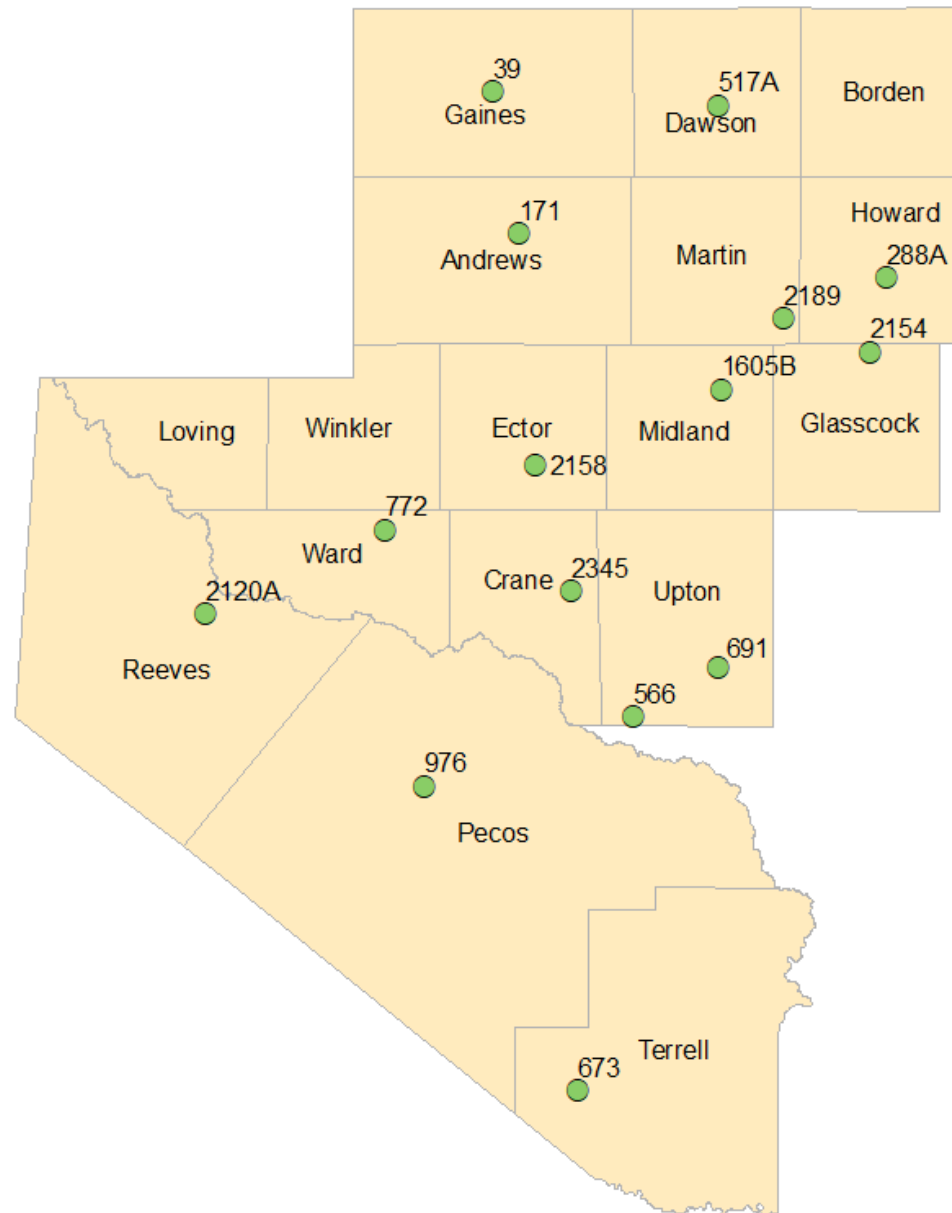 39
Gaines
517A
Dawson
Borden
171
Andrews
Martin
2189
Howard
288A
2154
Loving
Winkler
Ector
2158
1605B
Midland
Glasscock
772
Ward
Crane
2345
Upton
2120A
Reeves
691
566
976
Pecos
Terrell
673